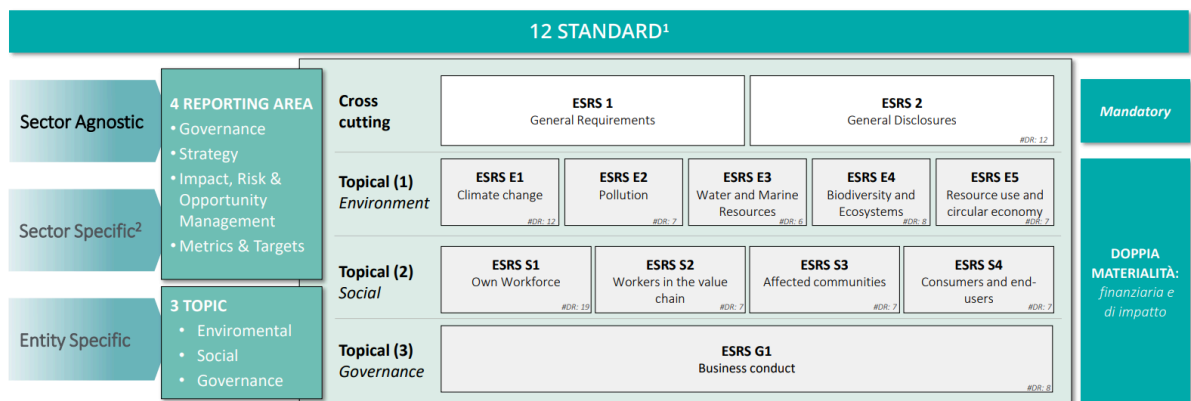 12 STANDARD¹
Sector Agnostic
Sector Specific²
Entity Specific
4 REPORTING AREA
• Governance
• Strategy
• Impact, Risk &
Opportunity
Management
• Metrics & Targets
3 TOPIC
• Enviromental
• Social
• Governance
Cross
cutting
ESRS 1
General Requirements
ESRS 2
General Disclosures
#DR: 12
Topical (1)
Environment
ESRS E1
Climate change
#DR: 12
ESRS E2
Pollution
#DR: 7
ESRS E3
Water and Marine
Resources
#DR: 6
ESRS E4
Biodiversity and
Ecosystems
#DR: 8
ESRS E5
Resource use and
circular economy
#DR: 7
Topical (2)
Social
ESRS S1
Own Workforce
#DR: 19
ESRS S2
Workers in the value
chain
#DR: 7
ESRS S3
Affected communities
#DR: 7
ESRS S4
Consumers and end-
users
#DR: 7
Topical (3)
Governance
ESRS G1
Business conduct
#DR: 8
Mandatory
DOPPIA
MATERIALITÀ:
finanziaria e
di impatto